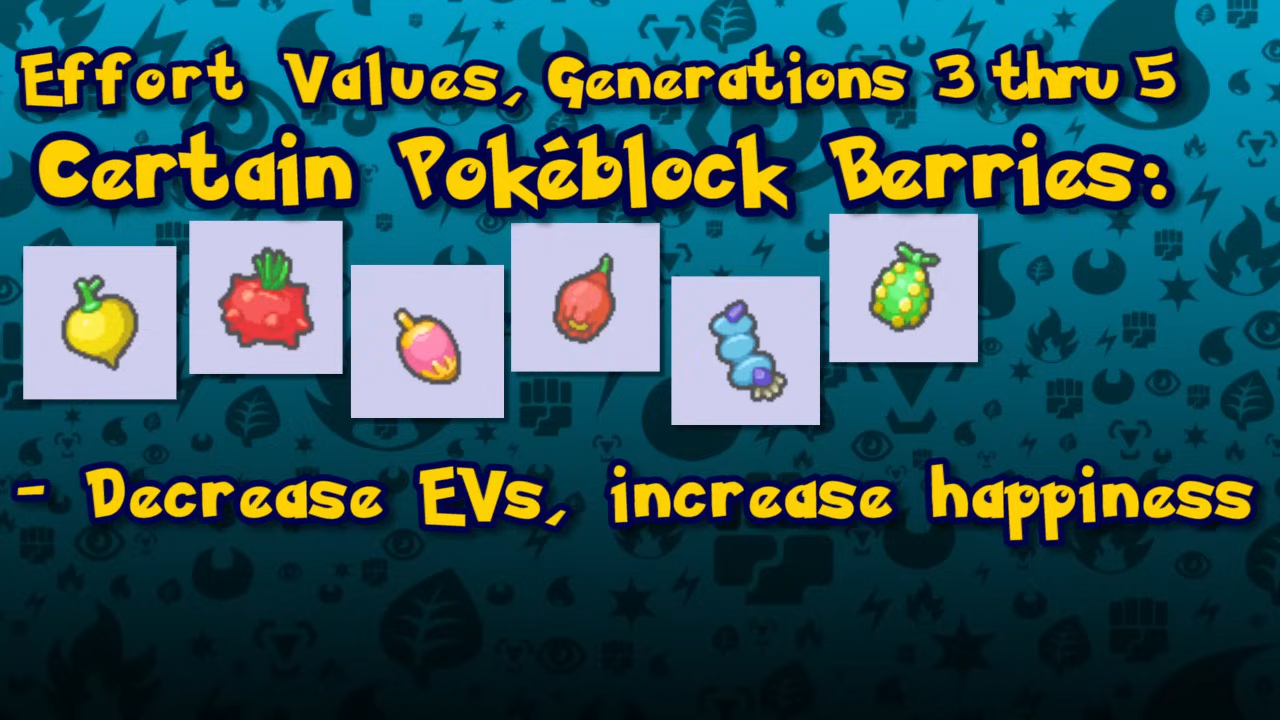 Effort Values, Generations 3 thru 5
Certain Pokéblock Berries:
- Decrease EVs, increase happiness